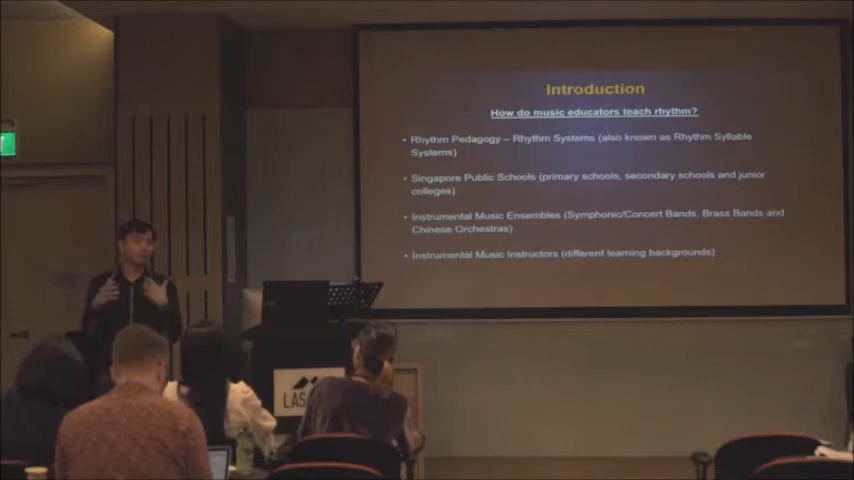 Introduction
How do music educators teach rhythm?
• Rhythm Pedagogy – Rhythm Systems (also known as Rhythm Syllable
Systems)
• Singapore Public Schools (primary schools, secondary schools and junior
colleges)
• Instrumental Music Ensembles (Symphonic/Concert Bands, Brass Bands and
Chinese Orchestras)
• Instrumental Music Instructors (different learning backgrounds)
LAS